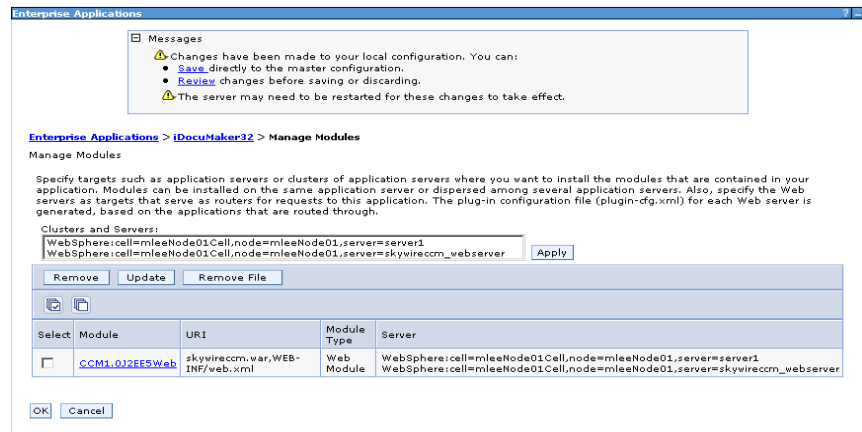 Enterprise Applications ? -
Messages
Changes have been made to your local configuration. You can:
Save directly to the master configuration.
Review changes before saving or discarding.
The server may need to be restarted for these changes to take effect.
Enterprise Applications > iDocuMaker32 > Manage Modules
Manage Modules
Specify targets such as application servers or clusters of application servers where you want to install the modules that are contained in your
application. Modules can be installed on the same application server or dispersed among several application servers. Also, specify the Web
servers as targets that serve as routers for requests to this application. The plug-in configuration file (plugin-cfg.xml) for each Web server is
generated, based on the applications that are routed through.
Clusters and Servers:
WebSphere:cell=mleeNode01Cell,node=mleeNode01,server=server1
WebSphere:cell=mleeNode01Cell,node=mleeNode01,server=skywireccm_webserver
Apply
Remove Update Remove File
Select Module URI Module Type Server
CCM1.0J2EE5Web skywireccm.war,WEB-INF/web.xml Web Module WebSphere:cell=mleeNode01Cell,node=mleeNode01,server=server1
WebSphere:cell=mleeNode01Cell,node=mleeNode01,server=skywireccm_webserver
OK Cancel